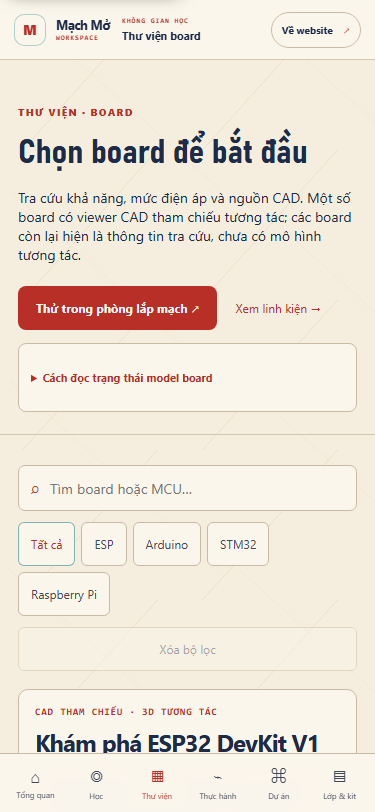 M
Mạch Mở
WORKSPACE
KHÔNG GIAN HỌC
Thư viện board
Về website ↗
THƯ VIỆN · BOARD
Chọn board để bắt đầu
Tra cứu khả năng, mức điện áp và nguồn CAD. Một số
board có viewer CAD tham chiếu tương tác; các board
còn lại hiện là thông tin tra cứu, chưa có mô hình
tương tác.
Thử trong phòng lắp mạch ↗
Xem linh kiện →
▶ Cách đọc trạng thái model board
Tìm board hoặc MCU...
Tất cả
ESP
Arduino
STM32
Raspberry Pi
Xóa bộ lọc
CAD THAM CHIẾU · 3D TƯƠNG TÁC
Khám phá ESP32 DevKit V1
Tổng quan
Học
Thư viện
Thực hành
Dự án
Lớp & kit